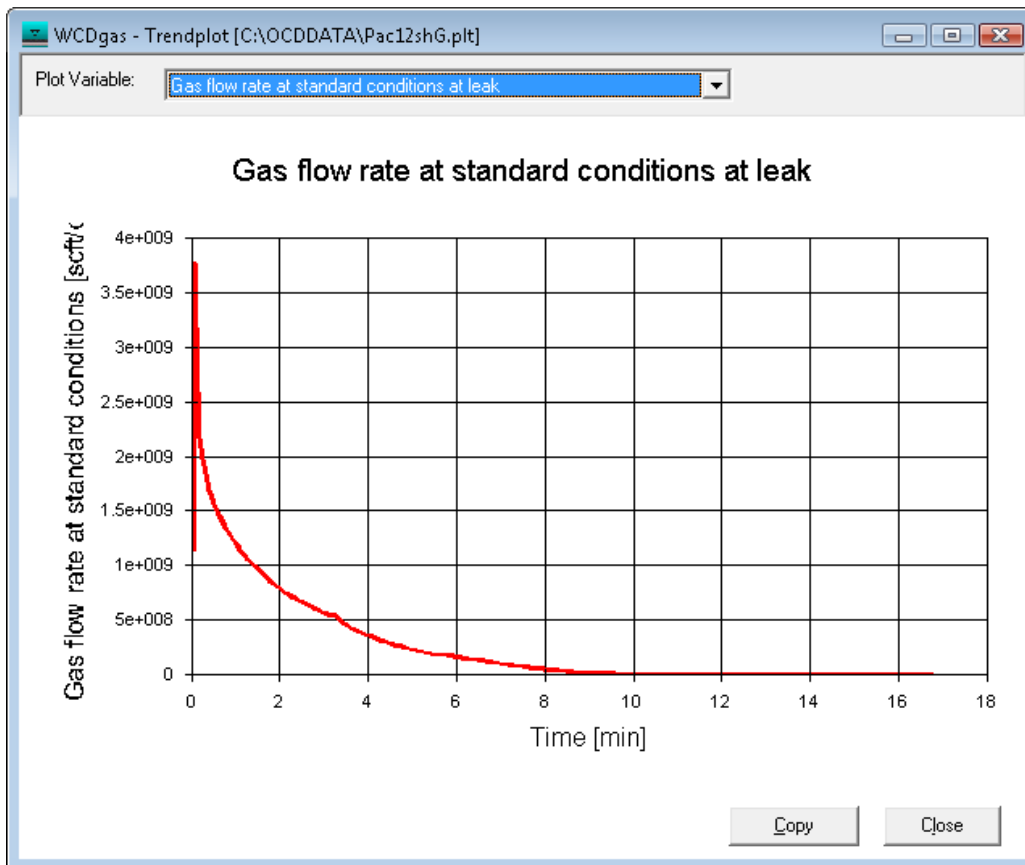 WCDgas - Trendplot [C:\OCDDATA\Pac12shG.plt]
Plot Variable:
Gas flow rate at standard conditions at leak
Gas flow rate at standard conditions at leak
Gas flow rate at standard conditions [scft/
4e+009
3.5e+009
3e+009
2.5e+009
2e+009
1.5e+009
1e+009
5e+008
0
0 2 4 6 8 10 12 14 16 18
Time [min]
Copy Close